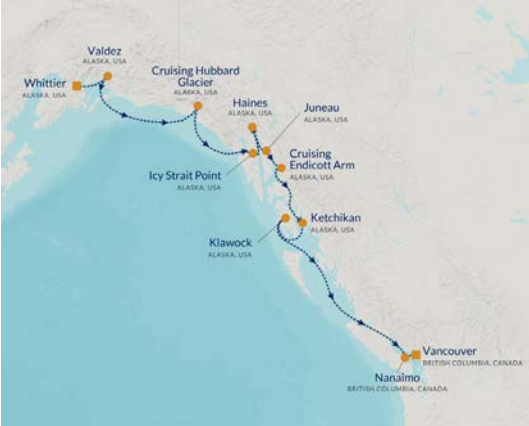 Valdez
ALASKA, USA
Whittier
ALASKA, USA
Cruising Hubbard
Glacier
ALASKA, USA
Haines
ALASKA, USA
Juneau
ALASKA, USA
Cruising
Endicott Arm
ALASKA, USA
Icy Strait Point
ALASKA, USA
Ketchikan
ALASKA, USA
Klawock
ALASKA, USA
Vancouver
BRITISH COLUMBIA, CANADA
Nanaimo
BRITISH COLUMBIA, CANADA